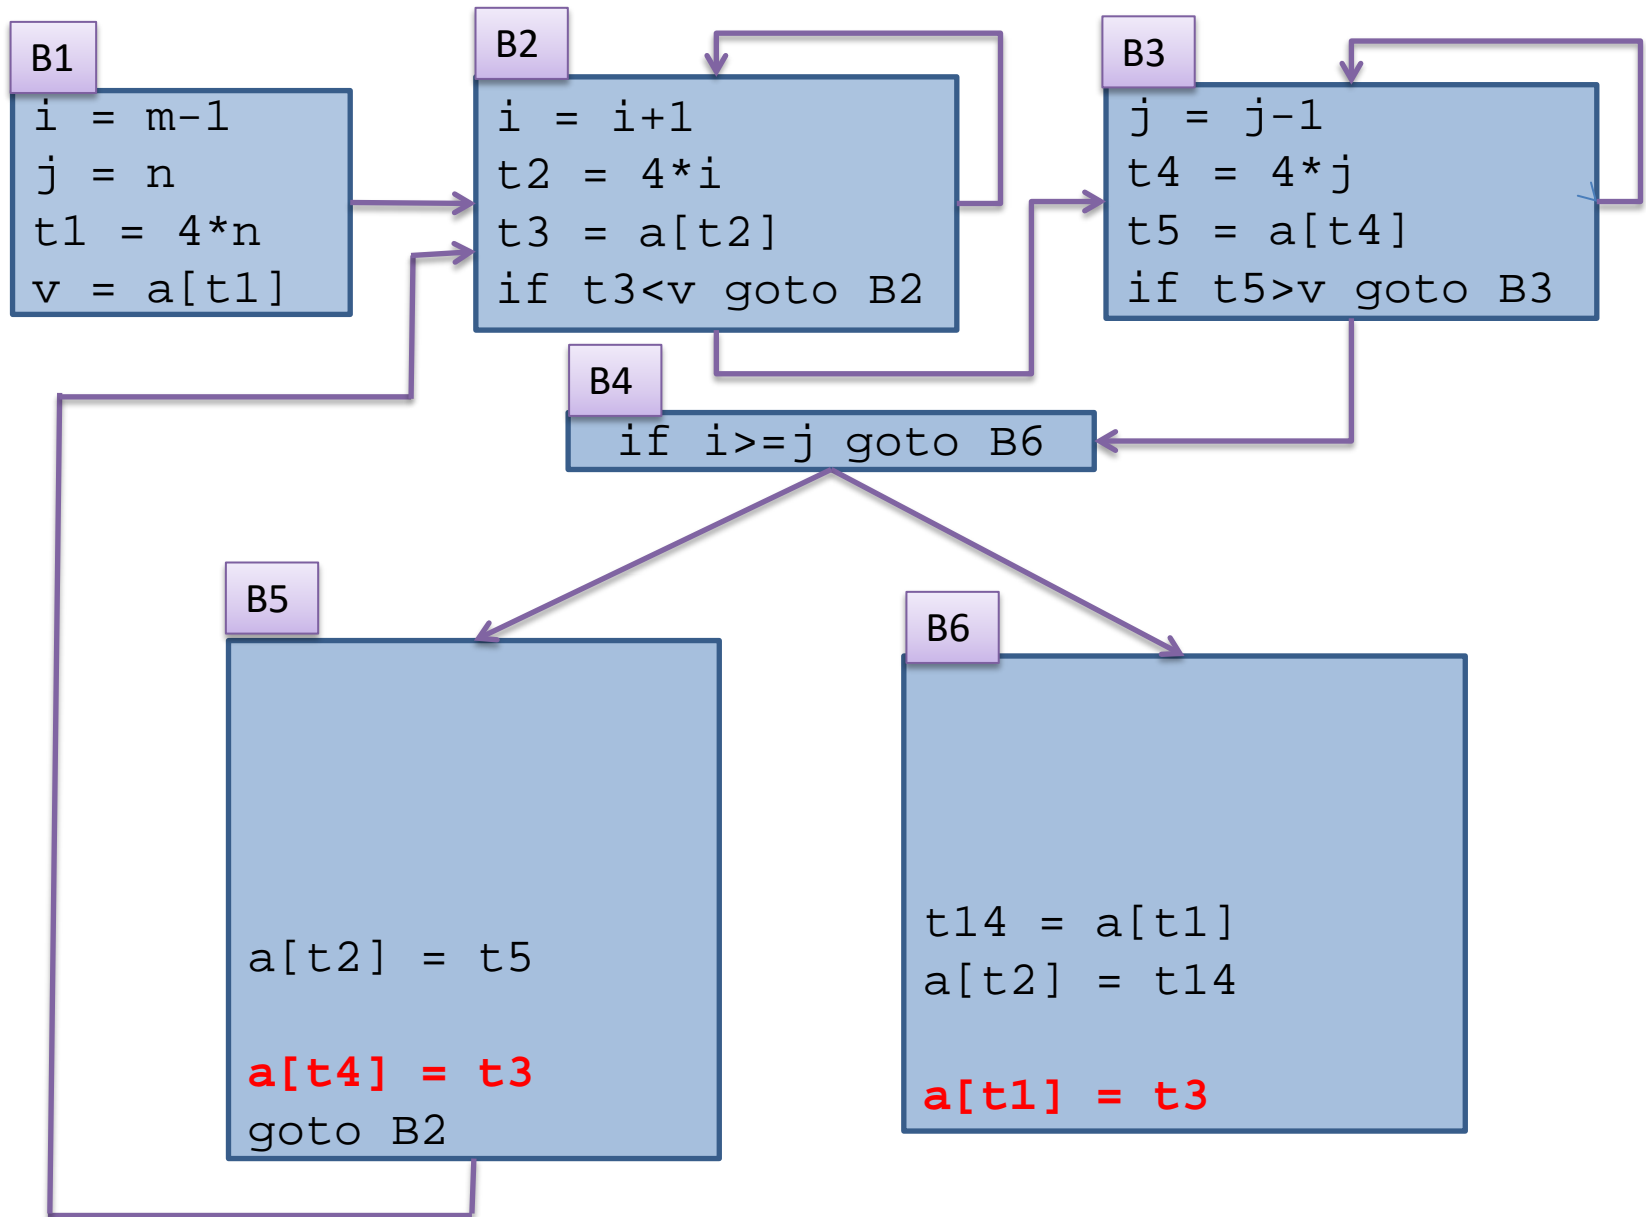 B1
i = m-1
j = n
t1 = 4*n
v = a[t1]
B2
i = i+1
t2 = 4*i
t3 = a[t2]
if t3<v goto B2
B3
j = j-1
t4 = 4*j
t5 = a[t4]
if t5>v goto B3
B4
if i>=j goto B6
B5
a[t2] = t5
a[t4] = t3
goto B2
B6
t14 = a[t1]
a[t2] = t14
a[t1] = t3